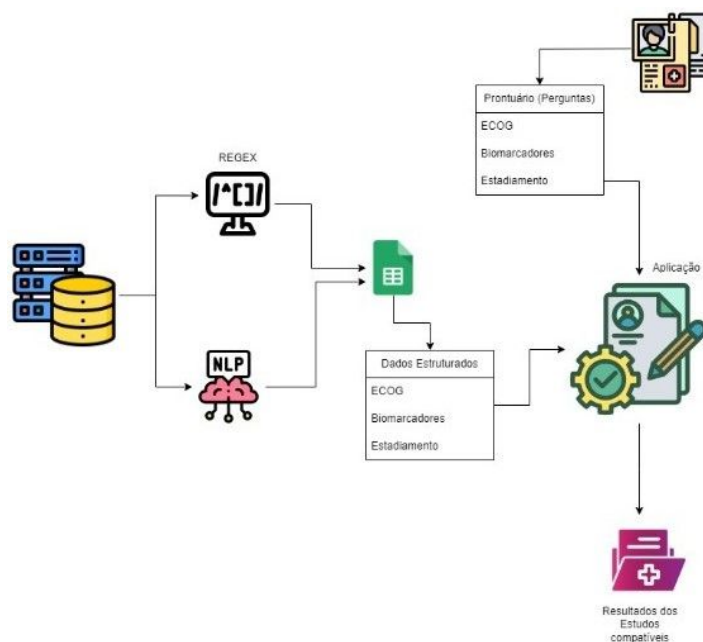 Prontuário (Perguntas)
ECOG
Biomarcadores
Estadiamento
REGEX
/^[]/
Aplicação
NLP
Dados Estruturados
ECOG
Biomarcadores
Estadiamento
Resultados dos
Estudos
compatíveis